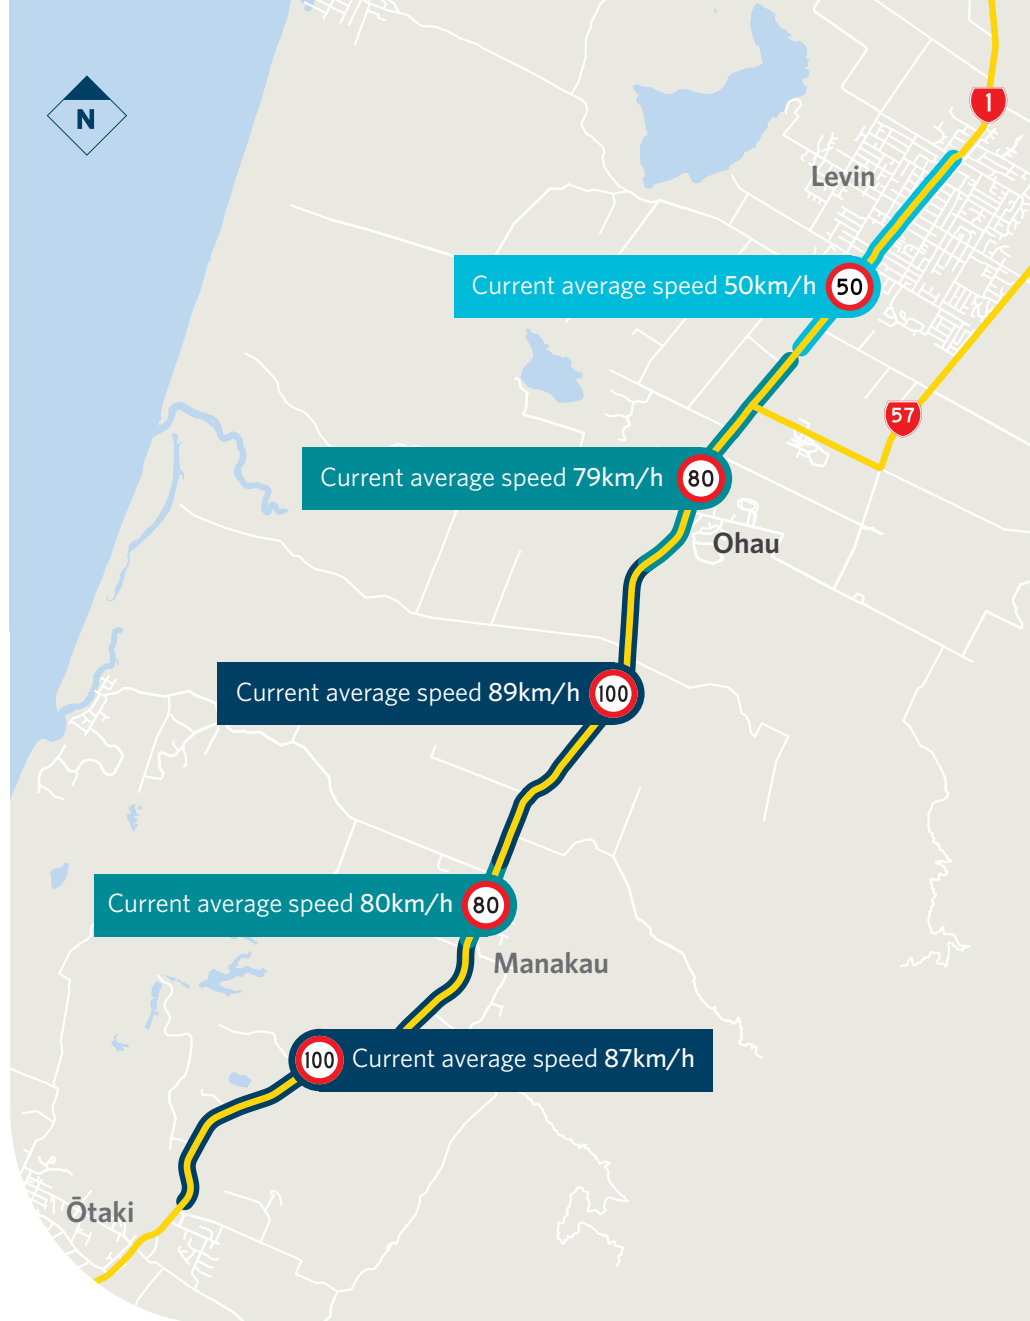 N
1
Levin
Current average speed 50km/h 50
57
Current average speed 79km/h 80
Ohau
Current average speed 89km/h 100
Current average speed 80km/h 80
Manakau
100 Current average speed 87km/h
Ōtaki